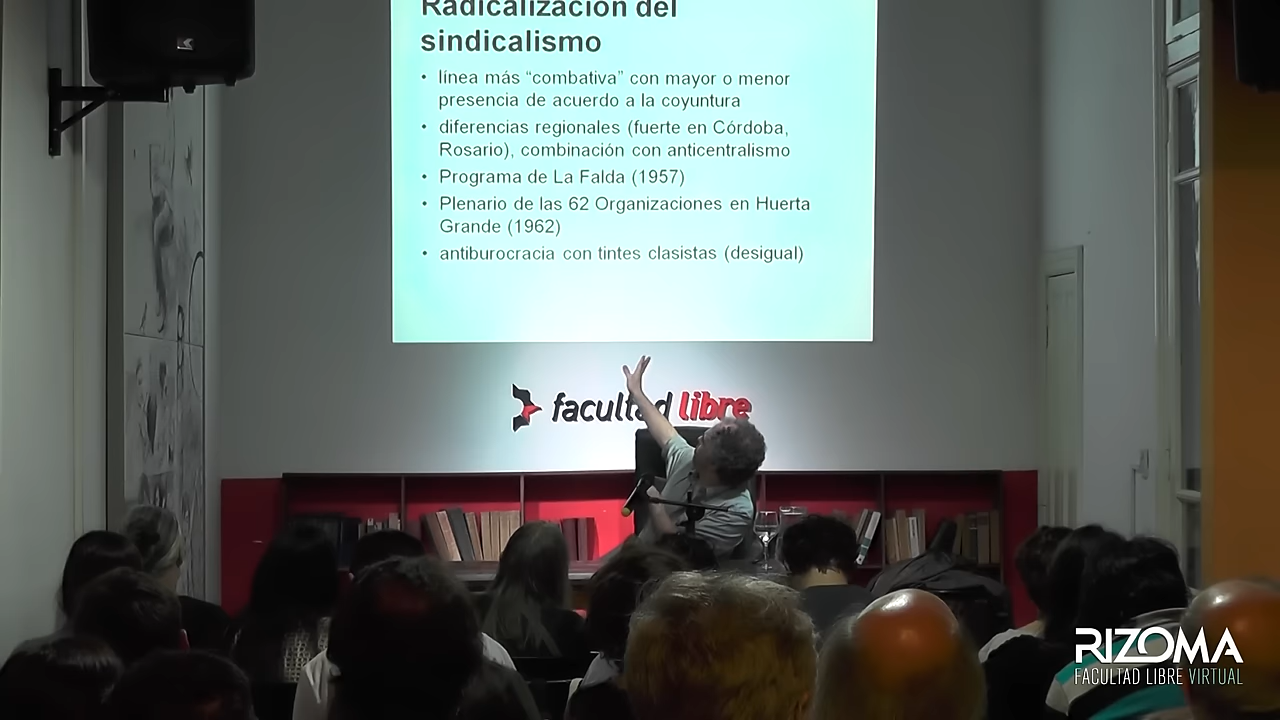 Radicalización del
sindicalismo
• línea más “combativa” con mayor o menor
presencia de acuerdo a la coyuntura
• diferencias regionales (fuerte en Córdoba,
Rosario), combinación con anticentralismo
• Programa de La Falda (1957)
• Plenario de las 62 Organizaciones en Huerta
Grande (1962)
• antiburocracia con tintes clasistas (desigual)
facultad libre
RIZOMA
FACULTAD LIBRE VIRTUAL